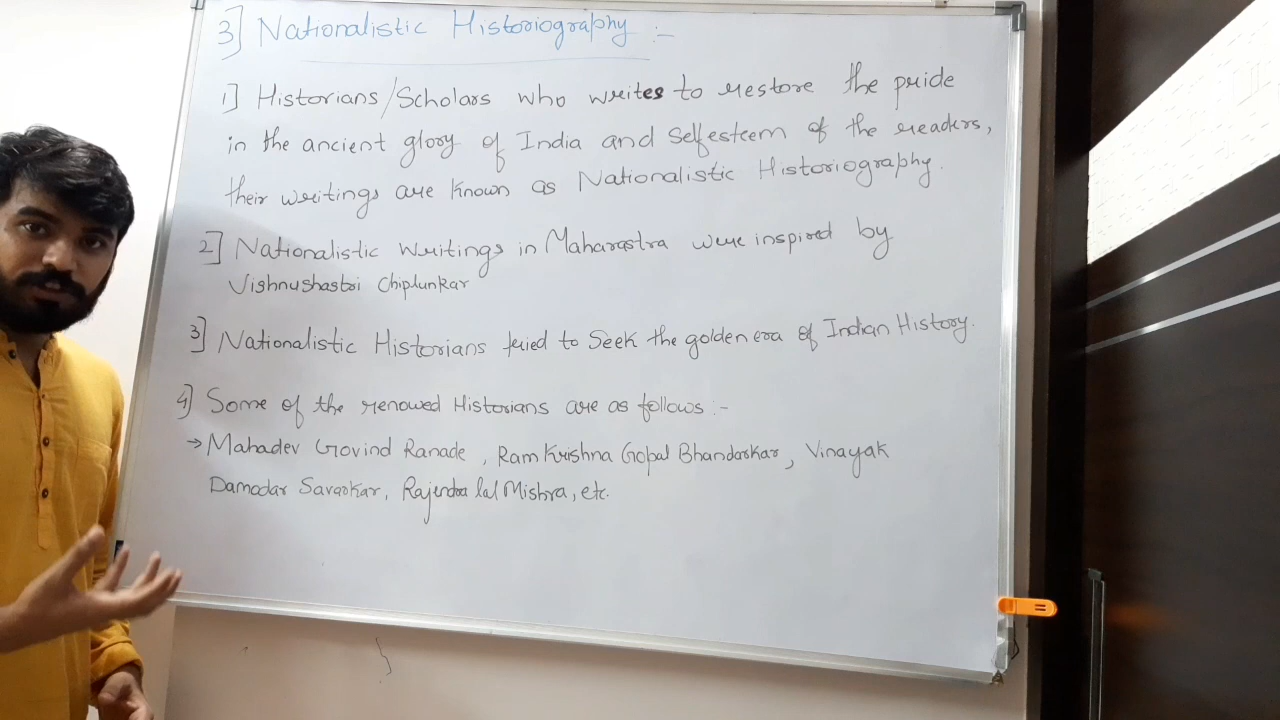 3] Nationalistic Historiography :-
1] Historians/Scholars who writes to restore the pride
in the ancient glory of India and Selfesteem of the readers,
their writings are known as Nationalistic Historiography.
2] Nationalistic Writings in Maharastra were inspired by
Vishnushastri Chiplunkar
3] Nationalistic Historians tried to Seek the golden era of Indian History.
4] Some of the renowed Historians are as follows :-
→ Mahadev Govind Ranade, Ram Krishna Gopal Bhandarkar, Vinayak
Damodar Savarkar, Rajendra lal Mishra, etc.